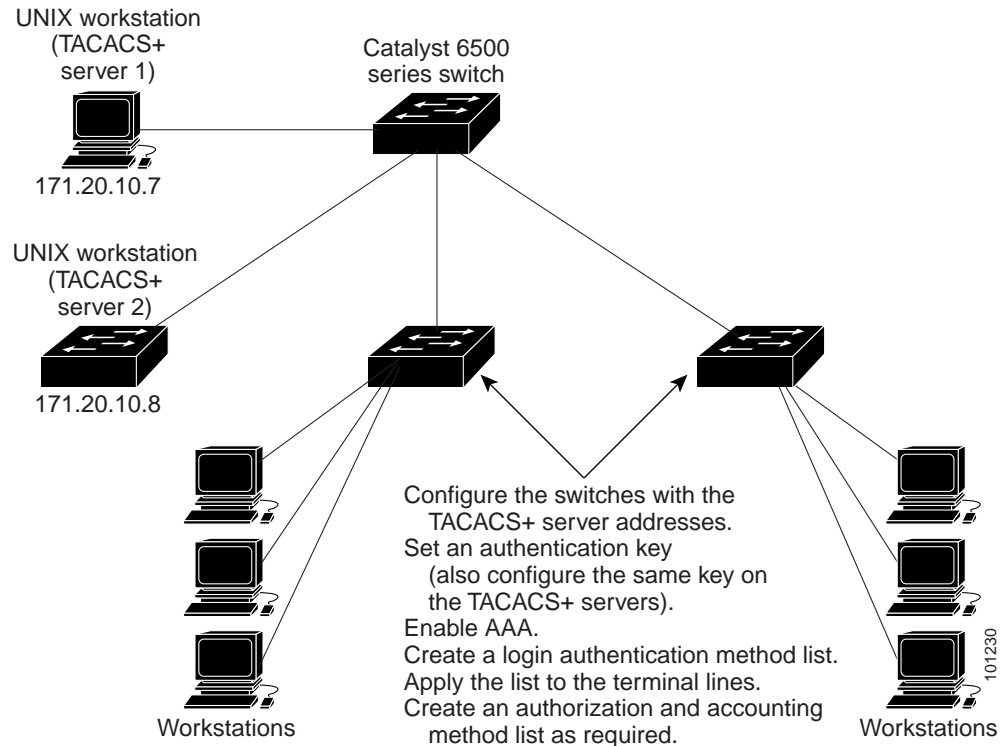 UNIX workstation
(TACACS+
server 1)
Catalyst 6500
series switch
171.20.10.7
UNIX workstation
(TACACS+
server 2)
171.20.10.8
Configure the switches with the
TACACS+ server addresses.
Set an authentication key
(also configure the same key on
the TACACS+ servers).
Enable AAA.
Create a login authentication method list.
Apply the list to the terminal lines.
Create an authorization and accounting
method list as required.
Workstations
Workstations
101230